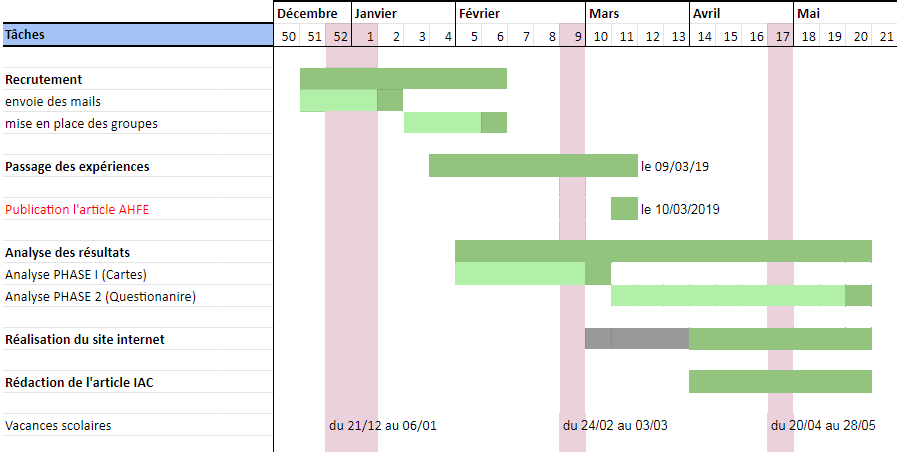 Décembre Janvier Février Mars Avril Mai
Tâches 50 51 52 1 2 3 4 5 6 7 8 9 10 11 12 13 14 15 16 17 18 19 20 21
Recrutement
envoie des mails
mise en place des groupes
Passage des expériences le 09/03/19
Publication l'article AHFE le 10/03/2019
Analyse des résultats
Analyse PHASE I (Cartes)
Analyse PHASE 2 (Questionanire)
Réalisation du site internet
Rédaction de l'article IAC
Vacances scolaires du 21/12 au 06/01 du 24/02 au 03/03 du 20/04 au 28/05